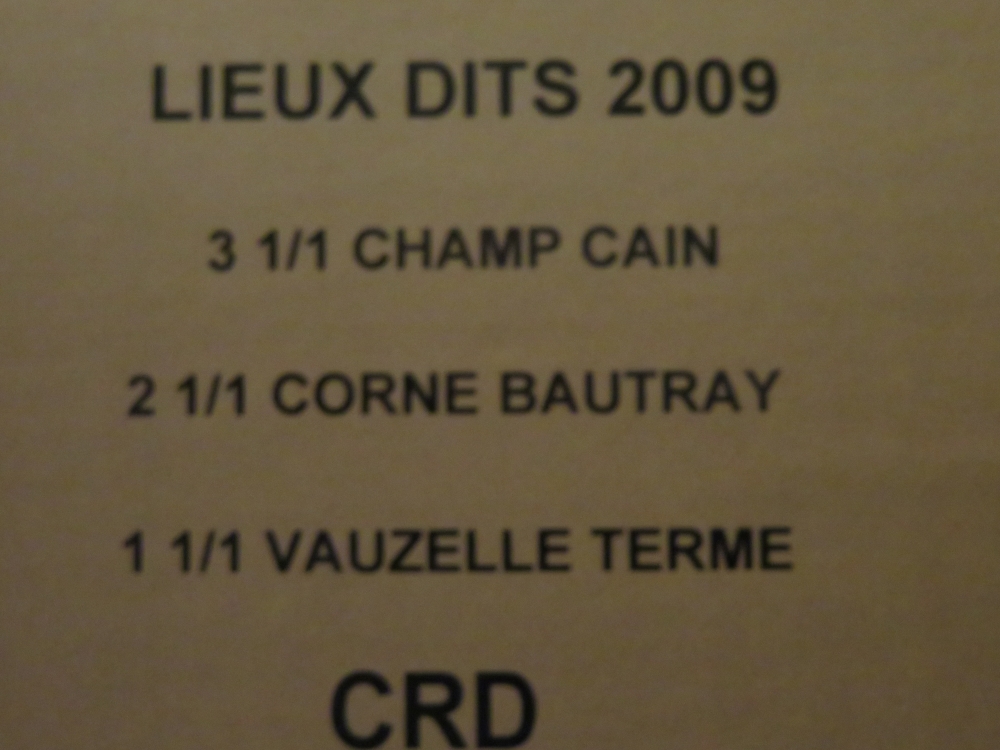 LIEUX DITS 2009
3 1/1 CHAMP CAIN
2 1/1 CORNE BAUTRAY
1 1/1 VAUZELLE TERME
CRD